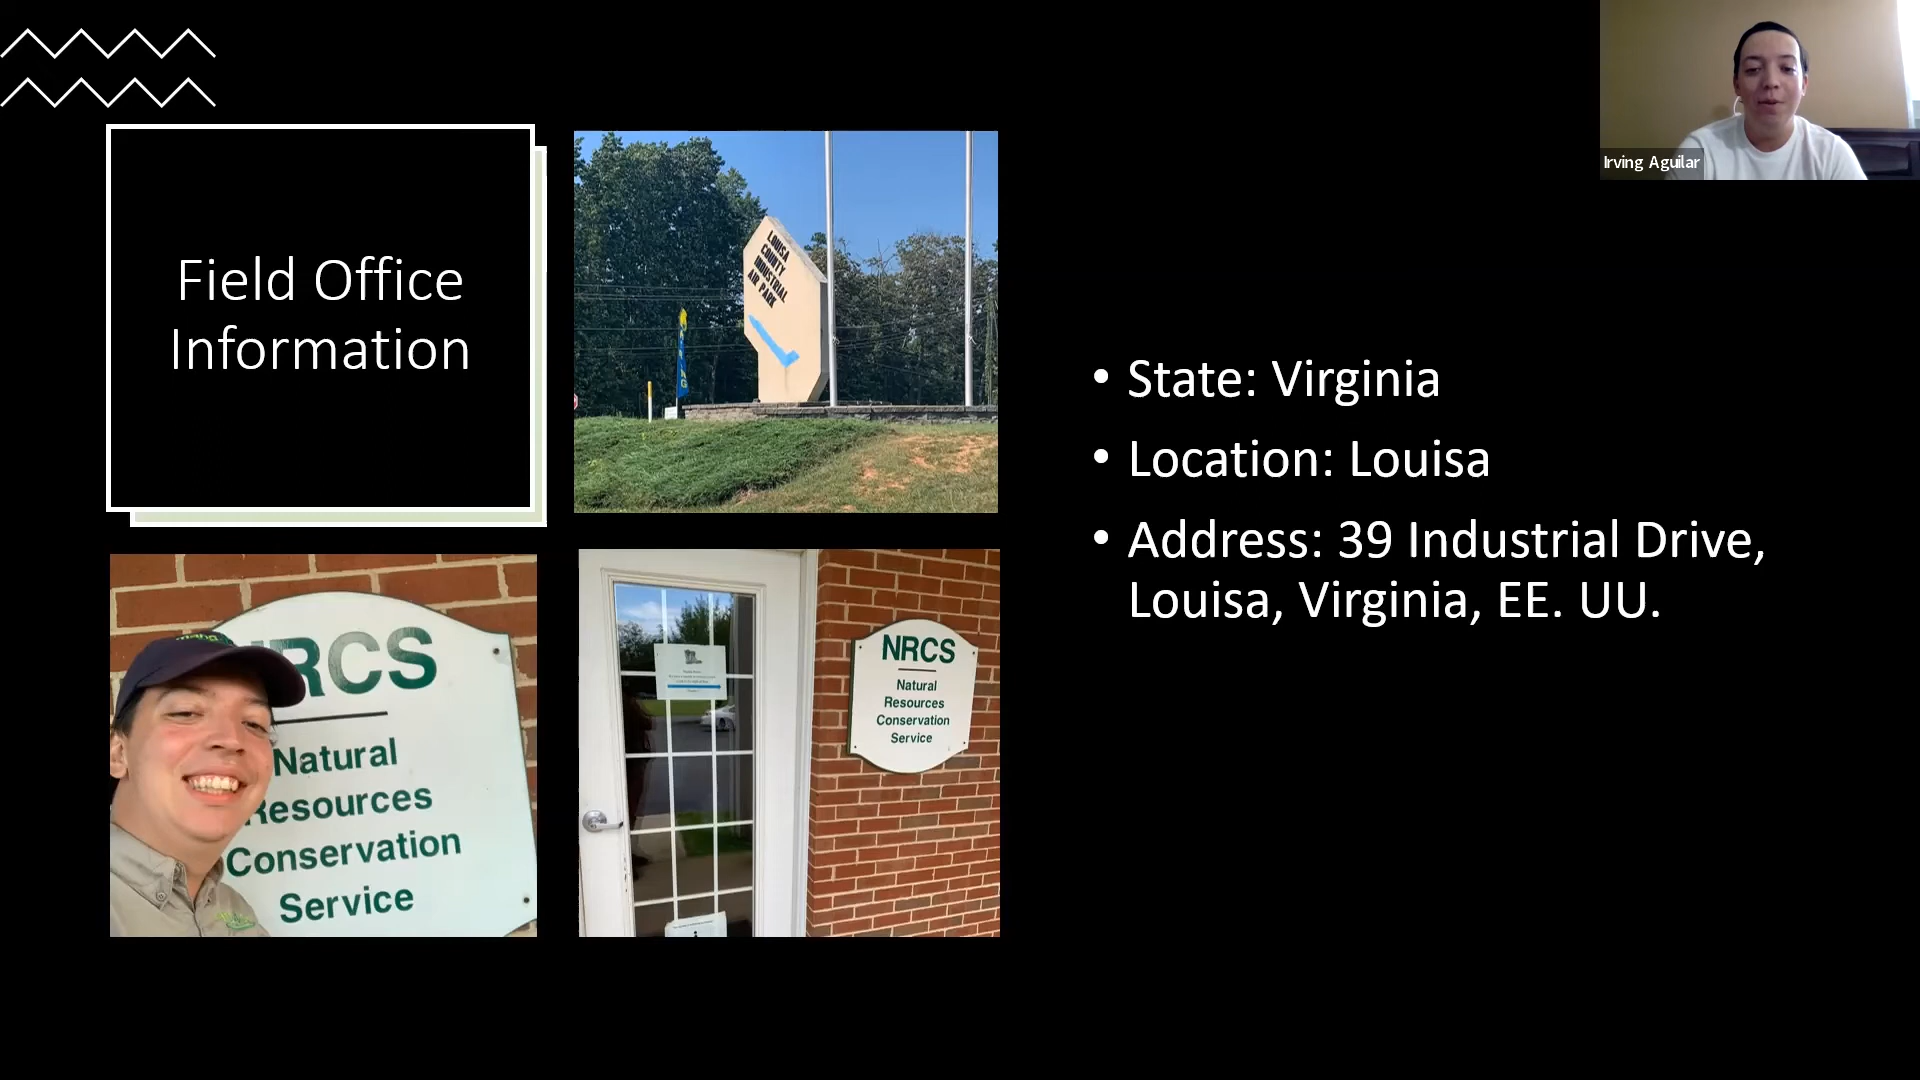 Irving Aguilar
Field Office
Information
LOUISA
COUNTY
INDUSTRIAL
AIR PARK
• State: Virginia
• Location: Louisa
• Address: 39 Industrial Drive,
Louisa, Virginia, EE. UU.
RCS
Natural
Resources
Conservation
Service
NRCS
Natural
Resources
Conservation
Service